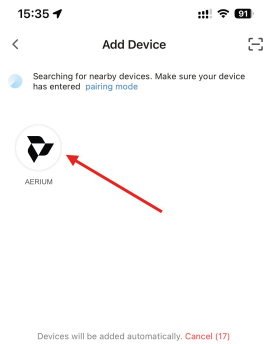 15:35
91
Add Device
Searching for nearby devices. Make sure your device
has entered pairing mode
AERIUM
Devices will be added automatically. Cancel (17)